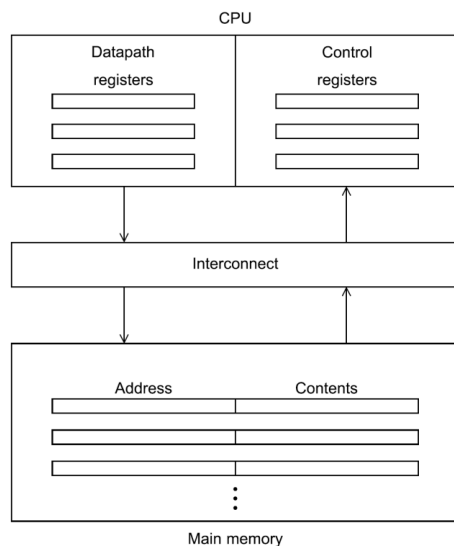 CPU
Datapath
registers
Control
registers
Interconnect
Address
Contents
Main memory